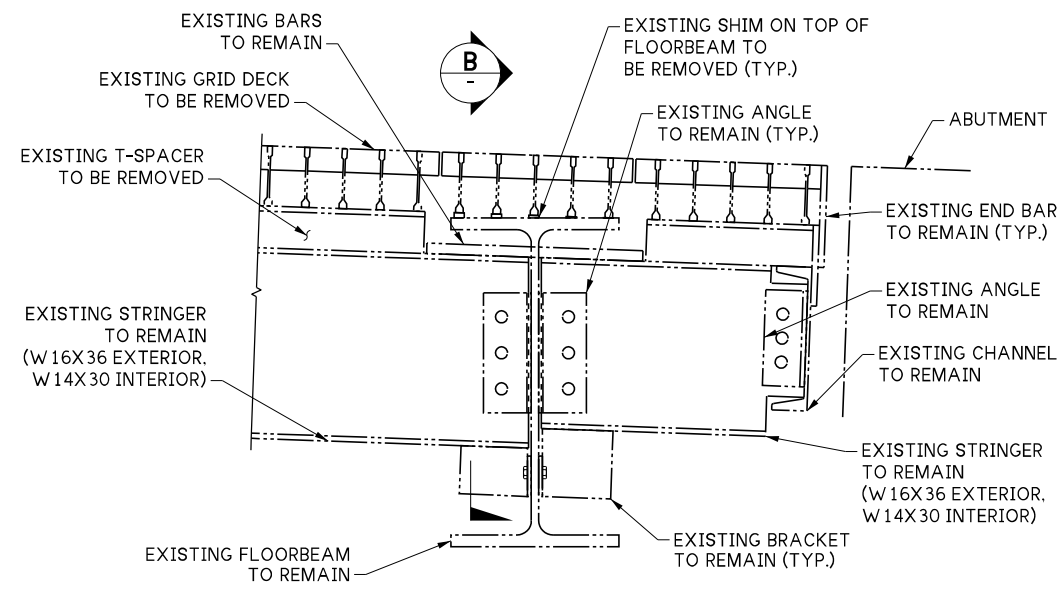 EXISTING BARS
TO REMAIN
EXISTING SHIM ON TOP OF
FLOORBEAM TO
BE REMOVED (TYP.)
B
-
EXISTING GRID DECK
TO BE REMOVED
EXISTING ANGLE
TO REMAIN (TYP.)
ABUTMENT
EXISTING T-SPACER
TO BE REMOVED
EXISTING END BAR
TO REMAIN (TYP.)
EXISTING STRINGER
TO REMAIN
(W16X36 EXTERIOR,
W14X30 INTERIOR)
EXISTING ANGLE
TO REMAIN
EXISTING CHANNEL
TO REMAIN
EXISTING STRINGER
TO REMAIN
(W16X36 EXTERIOR,
W14X30 INTERIOR)
EXISTING BRACKET
TO REMAIN (TYP.)
EXISTING FLOORBEAM
TO REMAIN